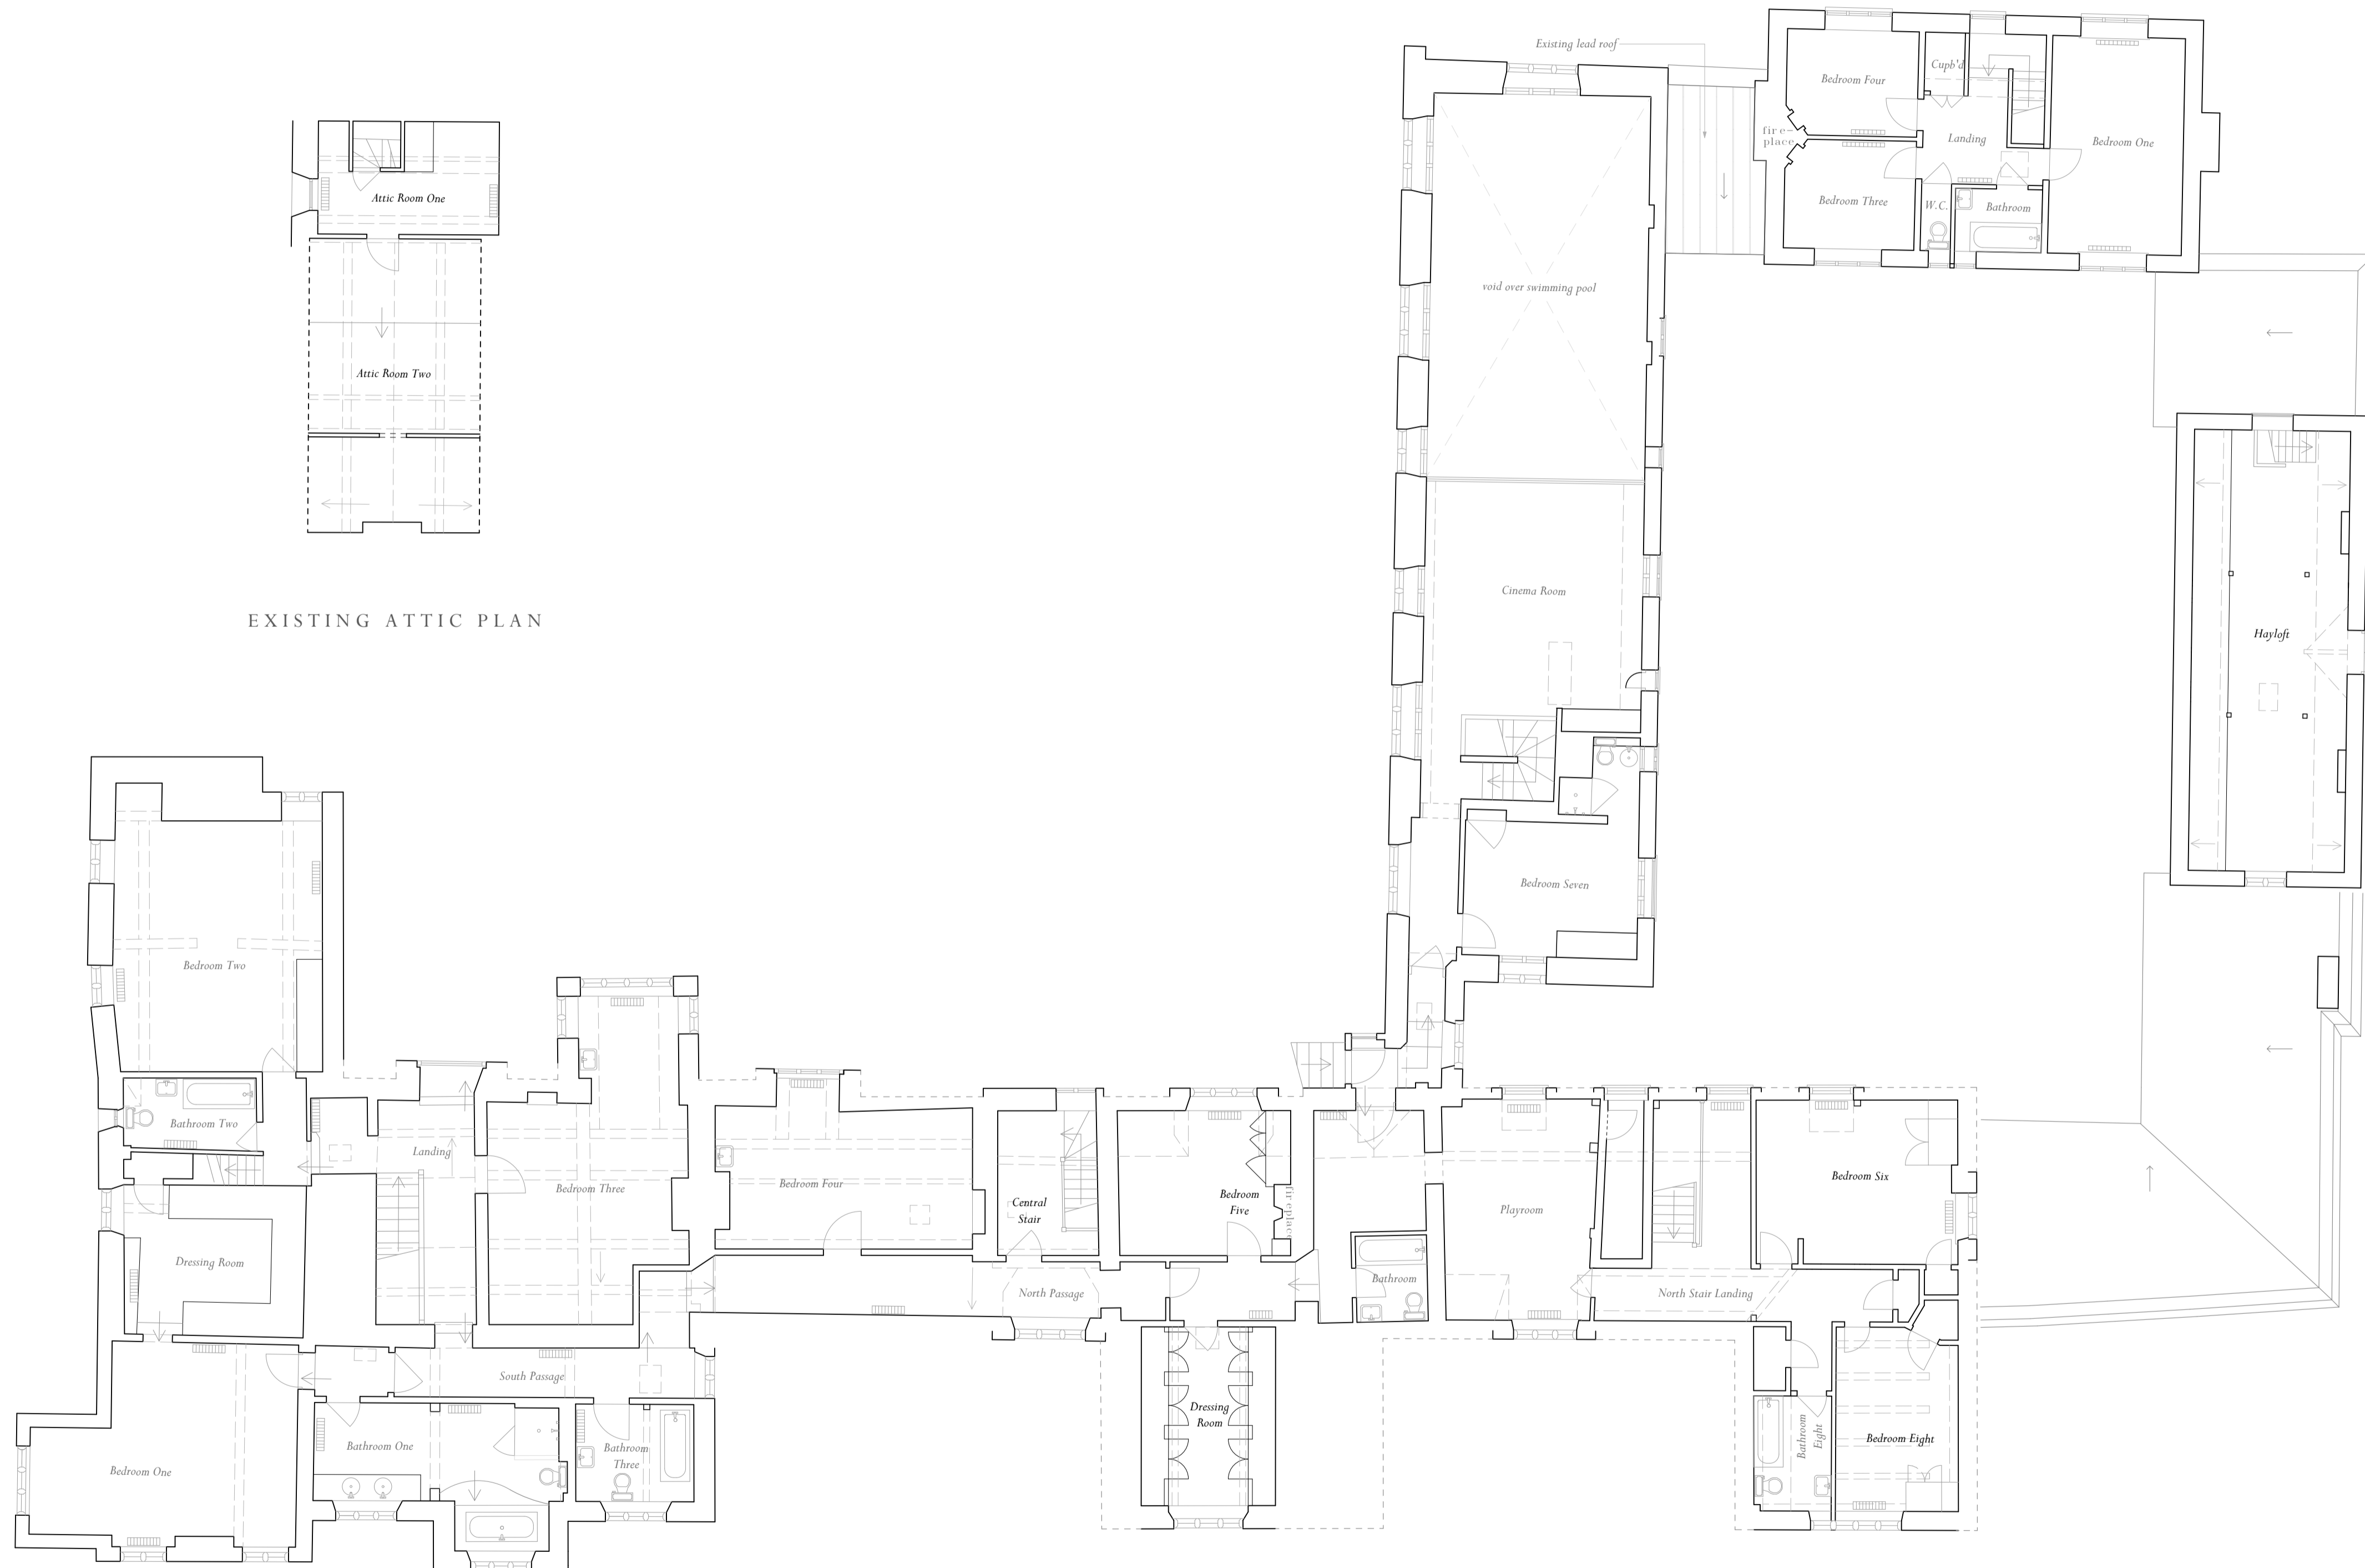 Existing lead roof
Bedroom Four
Cupb'd
fire-
place
Landing
Bedroom One
Bedroom Three
W.C.
Bathroom
Attic Room One
void over swimming pool
Attic Room Two
Cinema Room
EXISTING ATTIC PLAN
Hayloft
Bedroom Seven
Bedroom Two
Bathroom Two
Landing
Bedroom Three
Bedroom Four
Central
Stair
Bedroom
Five
fireplace
Playroom
Bedroom Six
Dressing Room
North Passage
Bathroom
North Stair Landing
South Passage
Dressing
Room
Bedroom One
Bathroom One
Bathroom
Three
Bathroom
Eight
Bedroom Eight